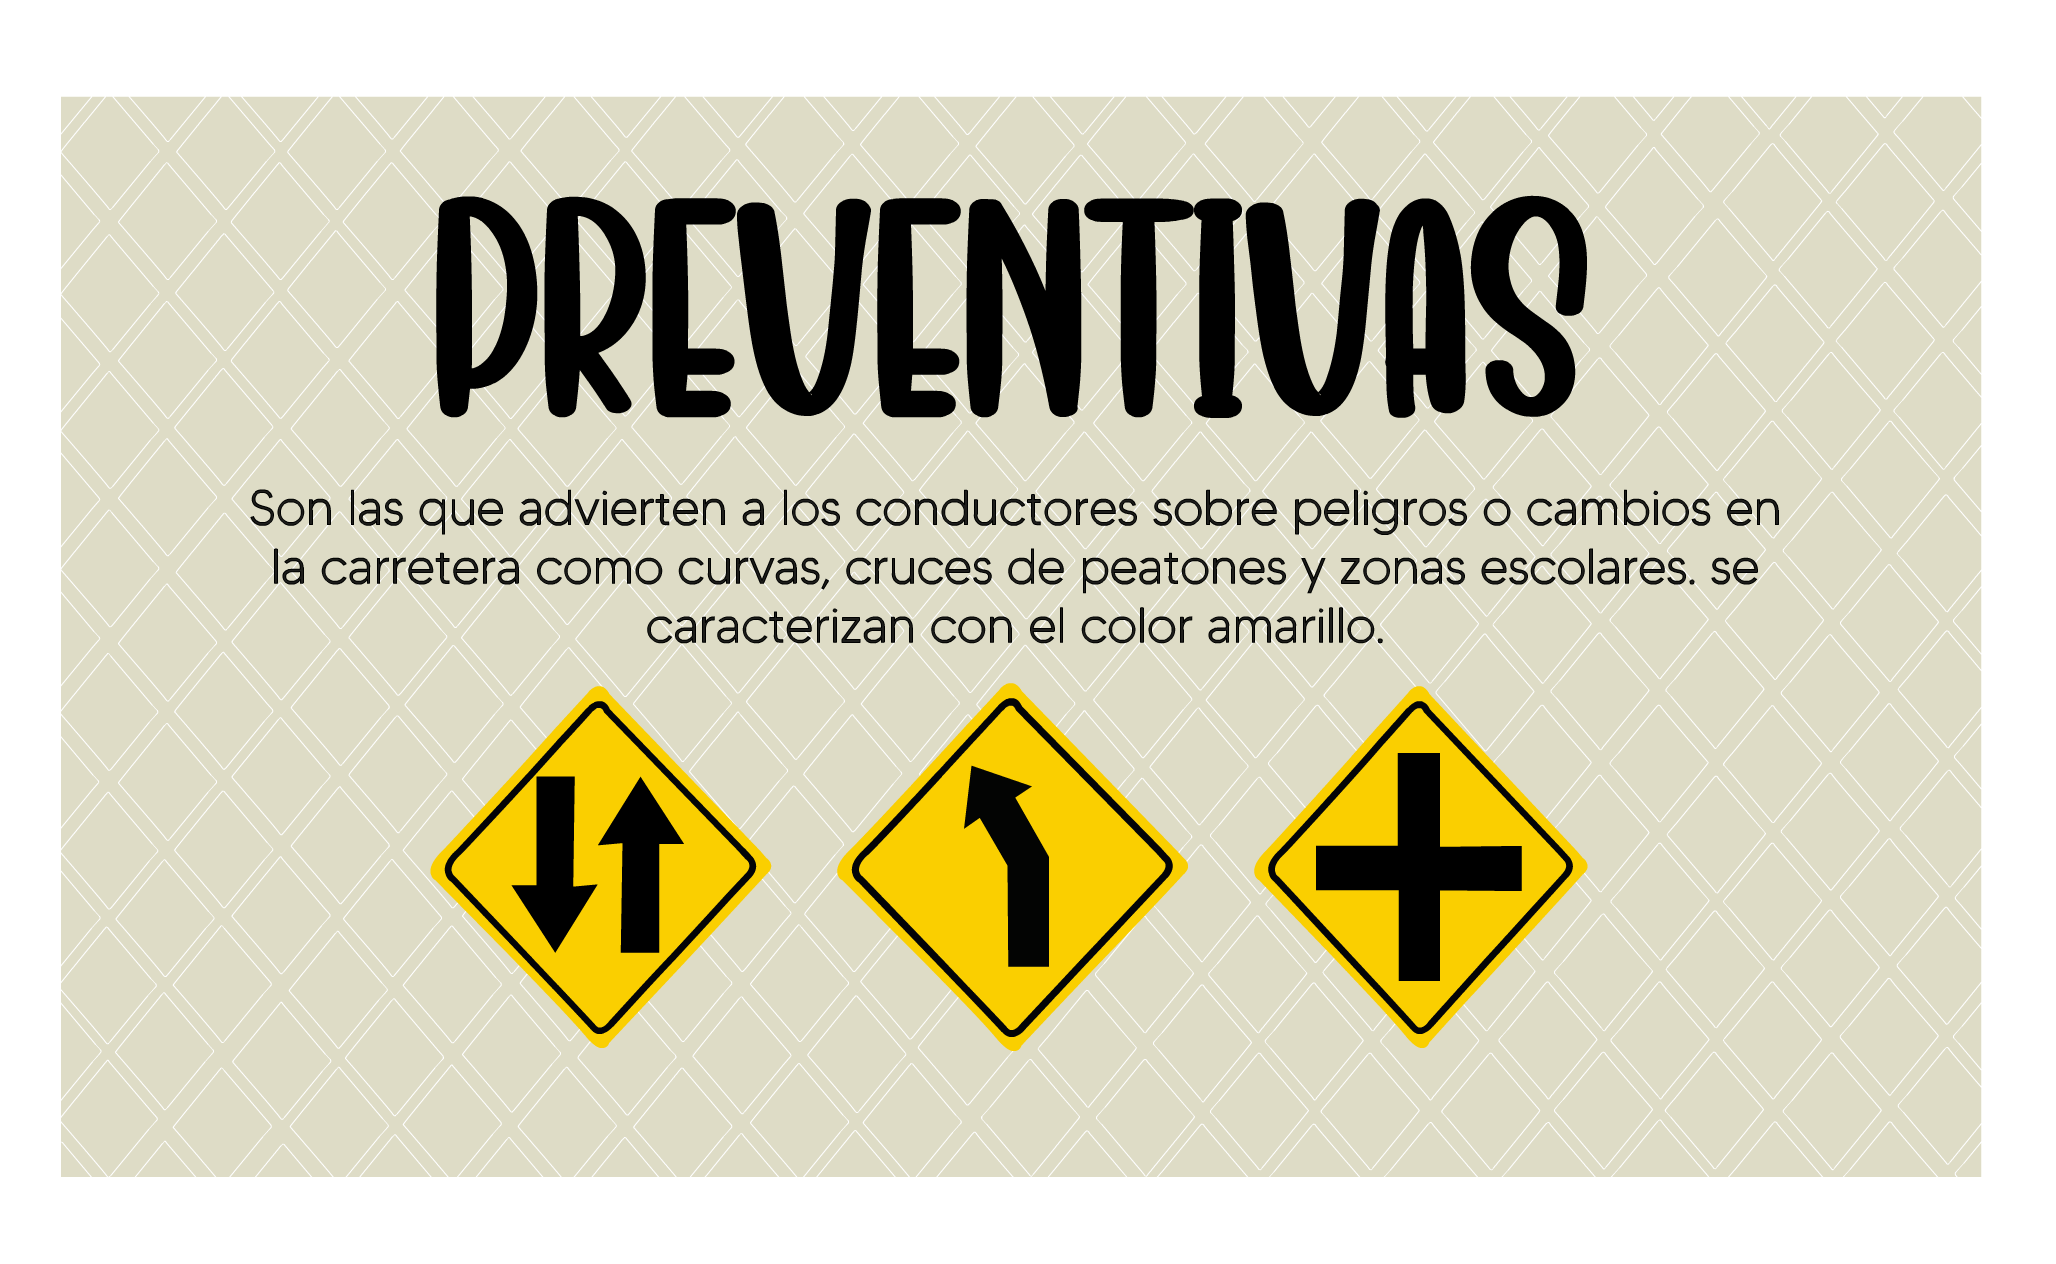 PREVENTIVAS
Son las que advierten a los conductores sobre peligros o cambios en
la carretera como curvas, cruces de peatones y zonas escolares. se
caracterizan con el color amarillo.